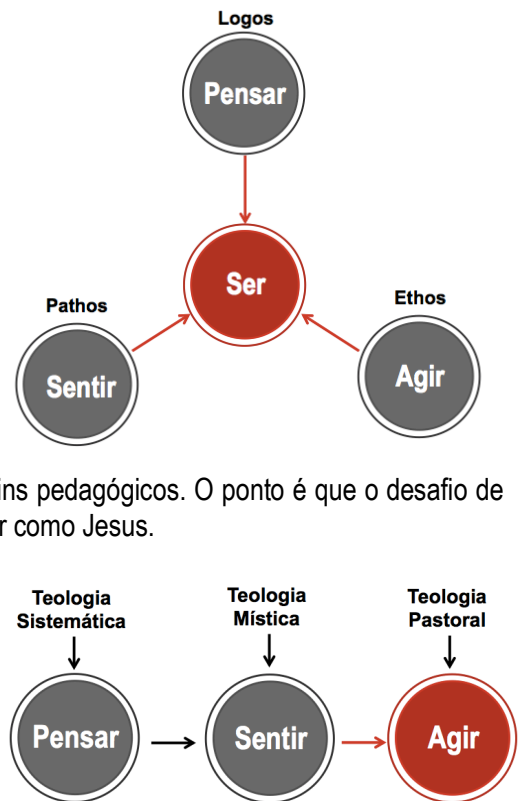 Logos
Pensar
Ser
Pathos
Ethos
Sentir
Agir
ins pedagógicos. O ponto é que o desafio de
r como Jesus.
Teologia
Sistemática
Teologia
Mística
Teologia
Pastoral
Pensar
Sentir
Agir